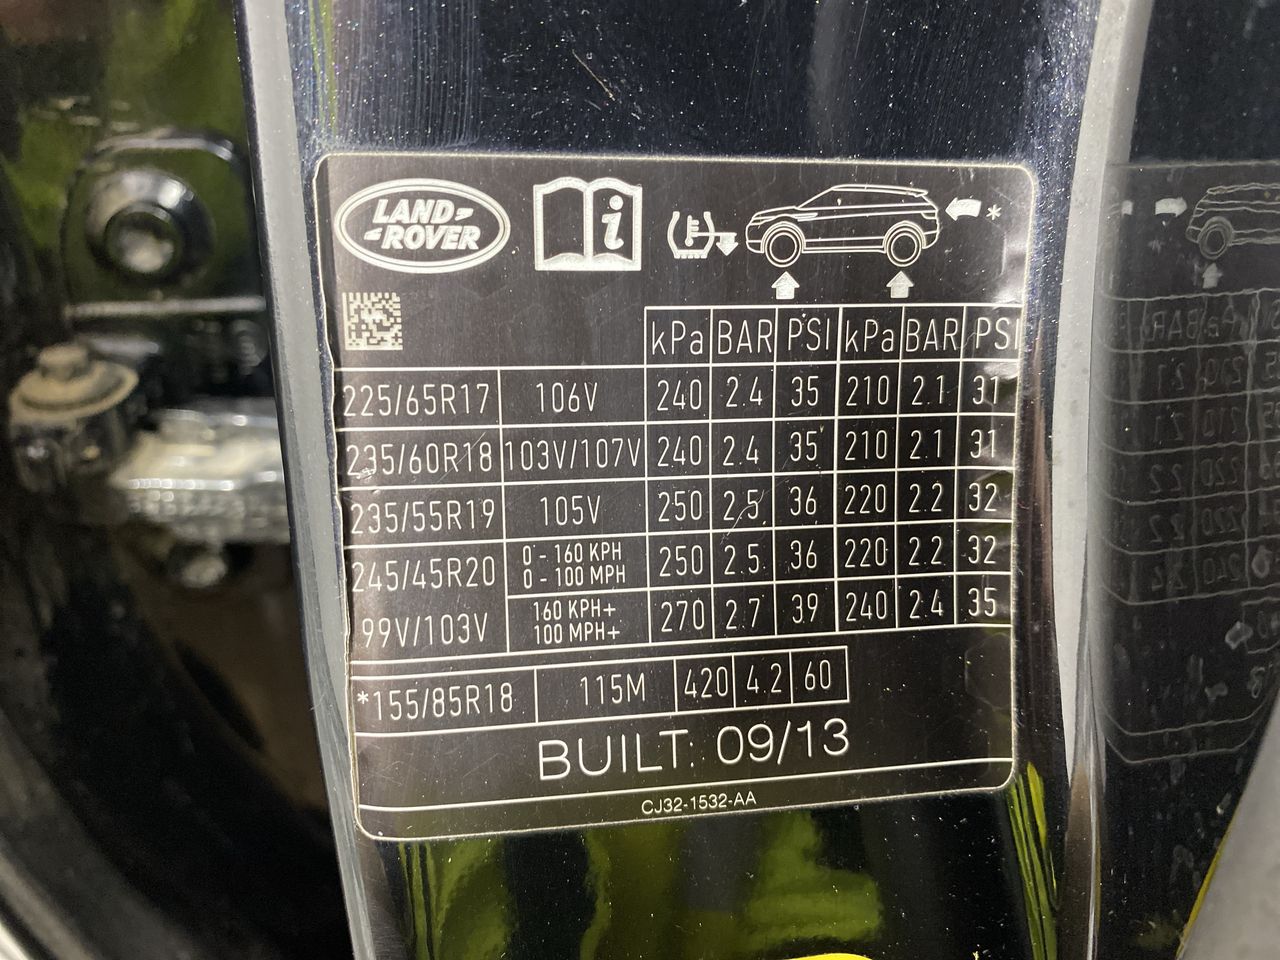 LAND-
-ROVER
i
*
kPa BAR PSI kPa BAR PSI
225/65R17 106V 240 2.4 35 210 2.1 31
235/60R18 103V/107V 240 2.4 35 210 2.1 31
235/55R19 105V 250 2.5 36 220 2.2 32
245/45R20 0 - 160 KPH
0 - 100 MPH 250 2.5 36 220 2.2 32
99V/103V 160 KPH+
100 MPH+ 270 2.7 39 240 2.4 35
*155/85R18 115M 420 4.2 60
BUILT: 09/13
CJ32-1532-AA